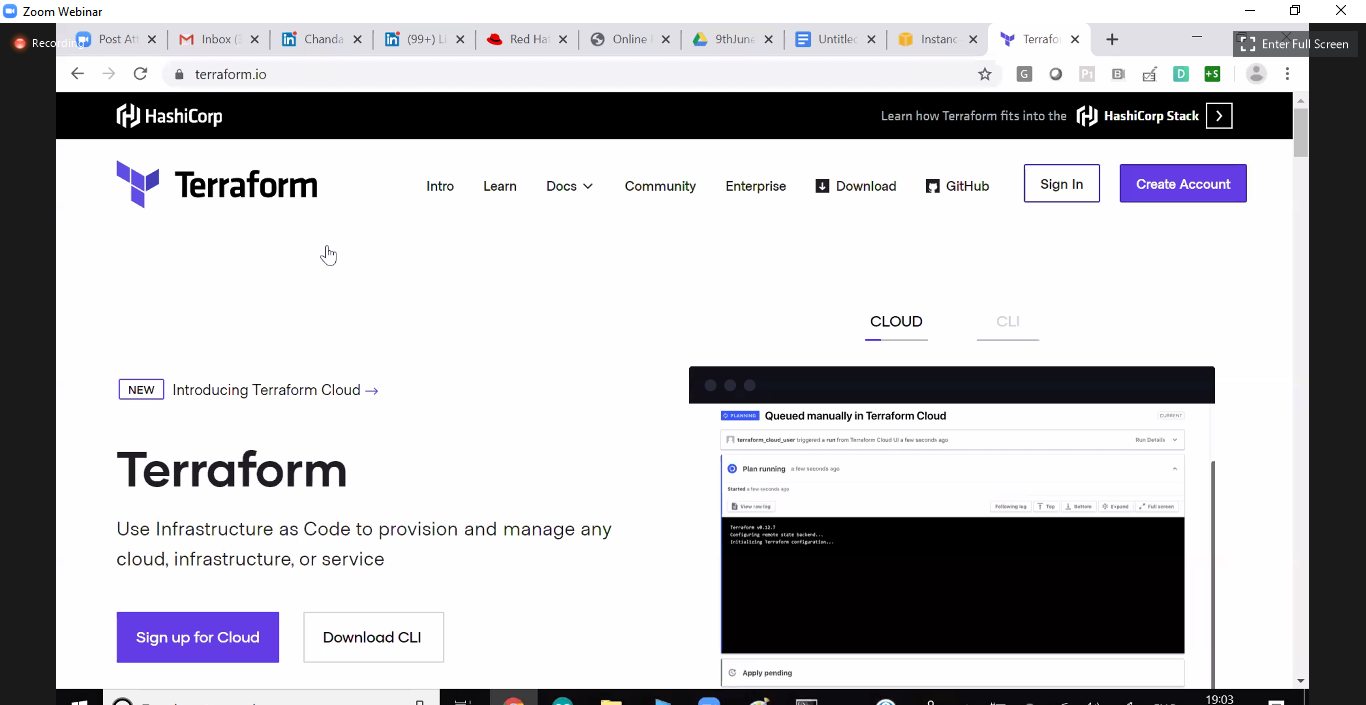 Zoom Webinar
Recording
Post Att
Inbox (3
Chanda
(99+) Li
Red Hat
Online
9thJune
Untitled
Instanc
Terrafor
Enter Full Screen
terraform.io
HashiCorp
Learn how Terraform fits into the HashiCorp Stack
Terraform
Intro Learn Docs Community Enterprise Download GitHub Sign In Create Account
CLOUD CLI
NEW Introducing Terraform Cloud →
Terraform
Use Infrastructure as Code to provision and manage any
cloud, infrastructure, or service
Sign up for Cloud Download CLI
PLANNING Queued manually in Terraform Cloud CURRENT
terraform_cloud_user triggered a run from Terraform Cloud UI a few seconds ago Run Details
Plan running a few seconds ago
Started a few seconds ago
View raw log Following log Top Bottom Expand Full screen
Terraform v0.12.7
Configuring remote state backend...
Initializing Terraform configuration...
Apply pending
19:03